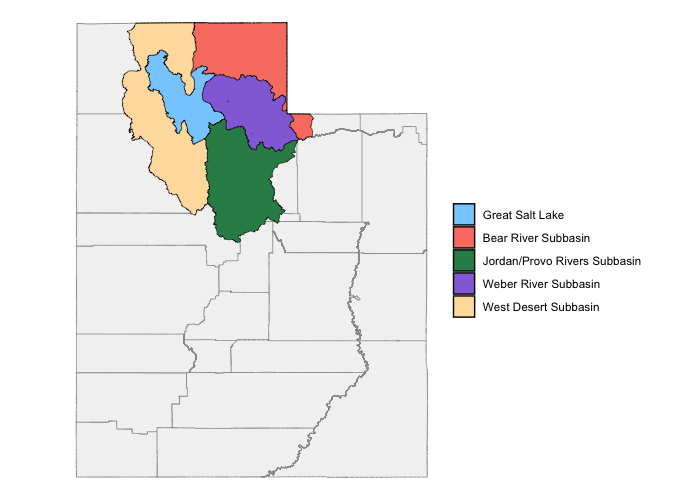 Great Salt Lake
Bear River Subbasin
Jordan/Provo Rivers Subbasin
Weber River Subbasin
West Desert Subbasin